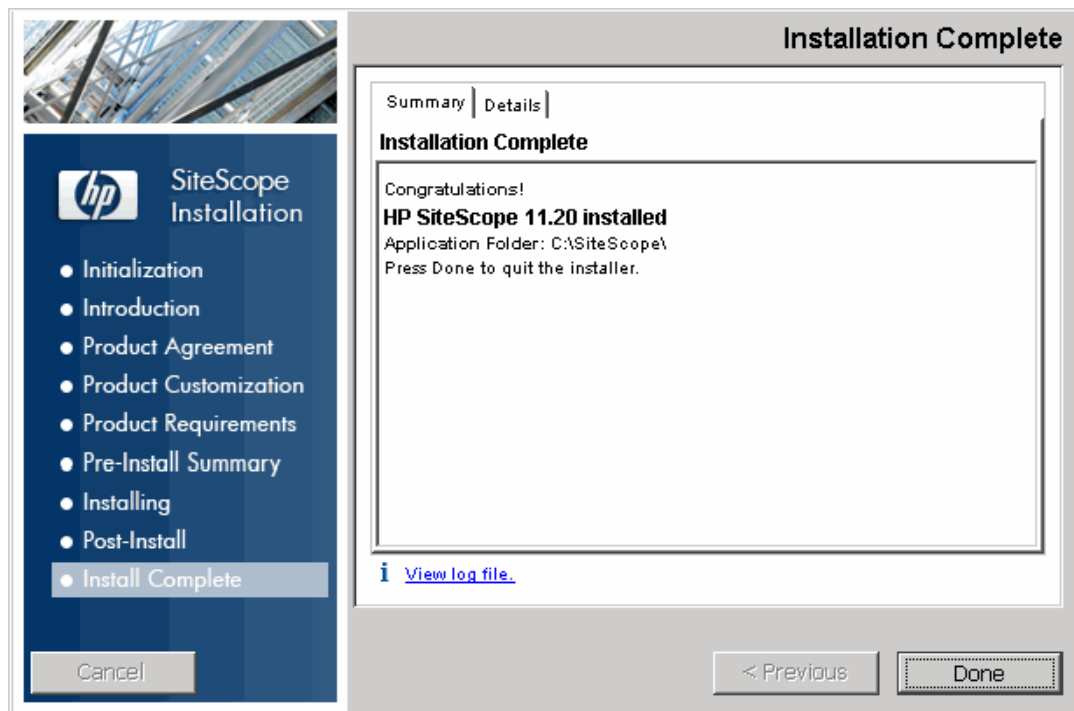 Installation Complete
hp
SiteScope
Installation
Initialization
Introduction
Product Agreement
Product Customization
Product Requirements
Pre-Install Summary
Installing
Post-Install
Install Complete
Summary
Details
Installation Complete
Congratulations!
HP SiteScope 11.20 installed
Application Folder: C:\SiteScope\
Press Done to quit the installer.
i View log file.
Cancel
< Previous
Done